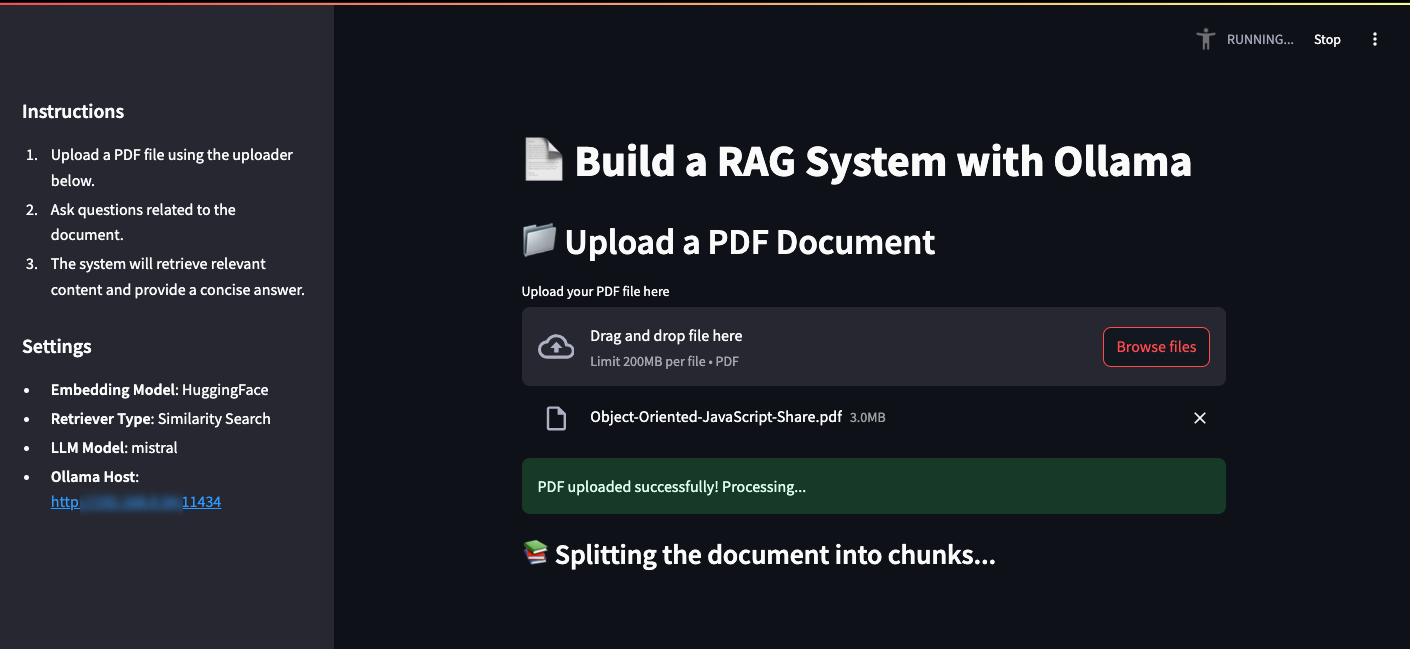 RUNNING...
Stop
Instructions
1. Upload a PDF file using the uploader
below.
2. Ask questions related to the
document.
3. The system will retrieve relevant
content and provide a concise answer.
Settings
• Embedding Model: HuggingFace
• Retriever Type: Similarity Search
• LLM Model: mistral
• Ollama Host:
http 11434
Build a RAG System with Ollama
Upload a PDF Document
Upload your PDF file here
Drag and drop file here
Limit 200MB per file • PDF
Browse files
Object-Oriented-JavaScript-Share.pdf 3.0MB
PDF uploaded successfully! Processing...
Splitting the document into chunks...